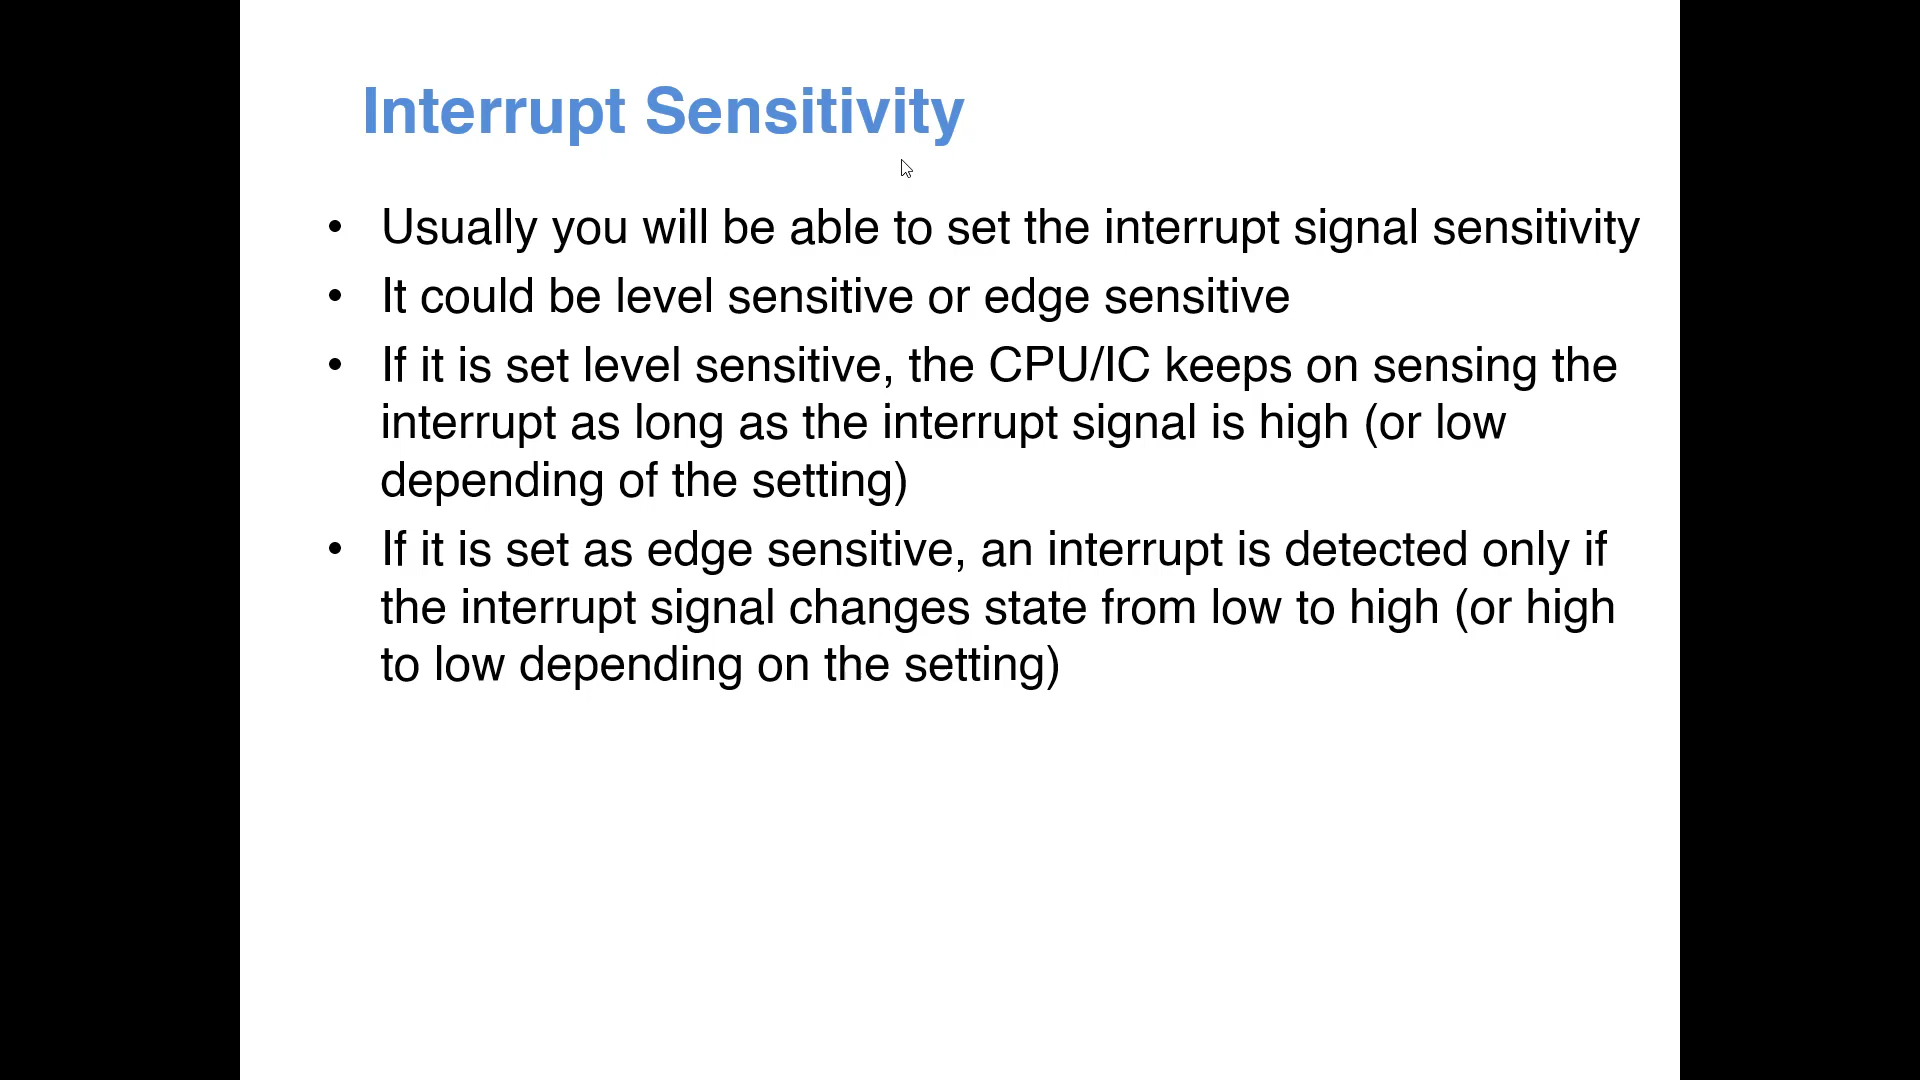 Interrupt Sensitivity
• Usually you will be able to set the interrupt signal sensitivity
• It could be level sensitive or edge sensitive
• If it is set level sensitive, the CPU/IC keeps on sensing the
interrupt as long as the interrupt signal is high (or low
depending of the setting)
• If it is set as edge sensitive, an interrupt is detected only if
the interrupt signal changes state from low to high (or high
to low depending on the setting)